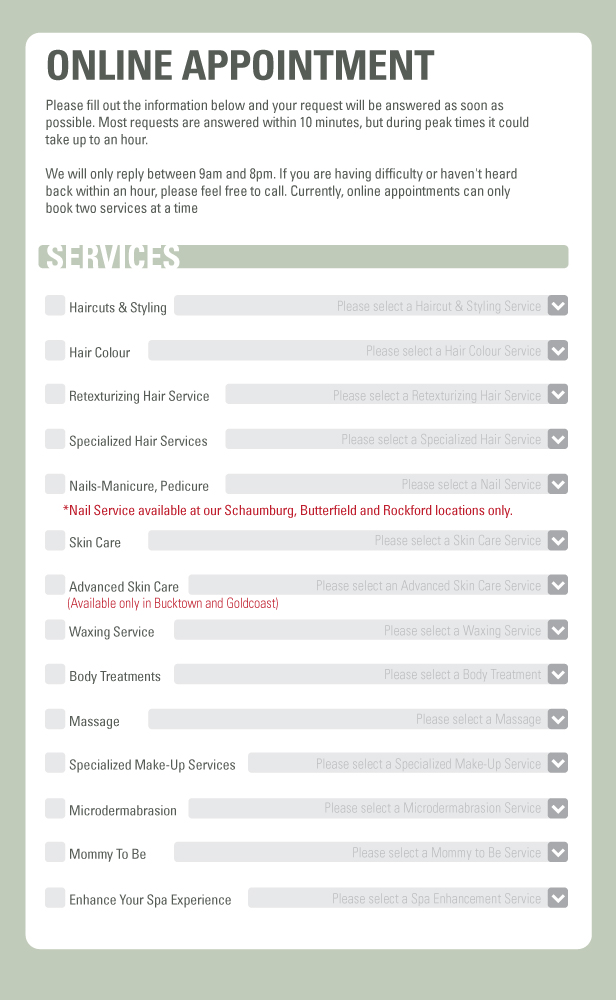 ONLINE APPOINTMENT
Please fill out the information below and your request will be answered as soon as
possible. Most requests are answered within 10 minutes, but during peak times it could
take up to an hour.
We will only reply between 9am and 8pm. If you are having difficulty or haven't heard
back within an hour, please feel free to call. Currently, online appointments can only
book two services at a time
SERVICES
Haircuts & Styling Please select a Haircut & Styling Service
Hair Colour Please select a Hair Colour Service
Retexturizing Hair Service Please select a Retexturizing Hair Service
Specialized Hair Services Please select a Specialized Hair Service
Nails-Manicure, Pedicure Please select a Nail Service
*Nail Service available at our Schaumburg, Butterfield and Rockford locations only.
Skin Care Please select a Skin Care Service
Advanced Skin Care Please select an Advanced Skin Care Service
(Available only in Bucktown and Goldcoast)
Waxing Service Please select a Waxing Service
Body Treatments Please select a Body Treatment
Massage Please select a Massage
Specialized Make-Up Services Please select a Specialized Make-Up Service
Microdermabrasion Please select a Microdermabrasion Service
Mommy To Be Please select a Mommy to Be Service
Enhance Your Spa Experience Please select a Spa Enhancement Service